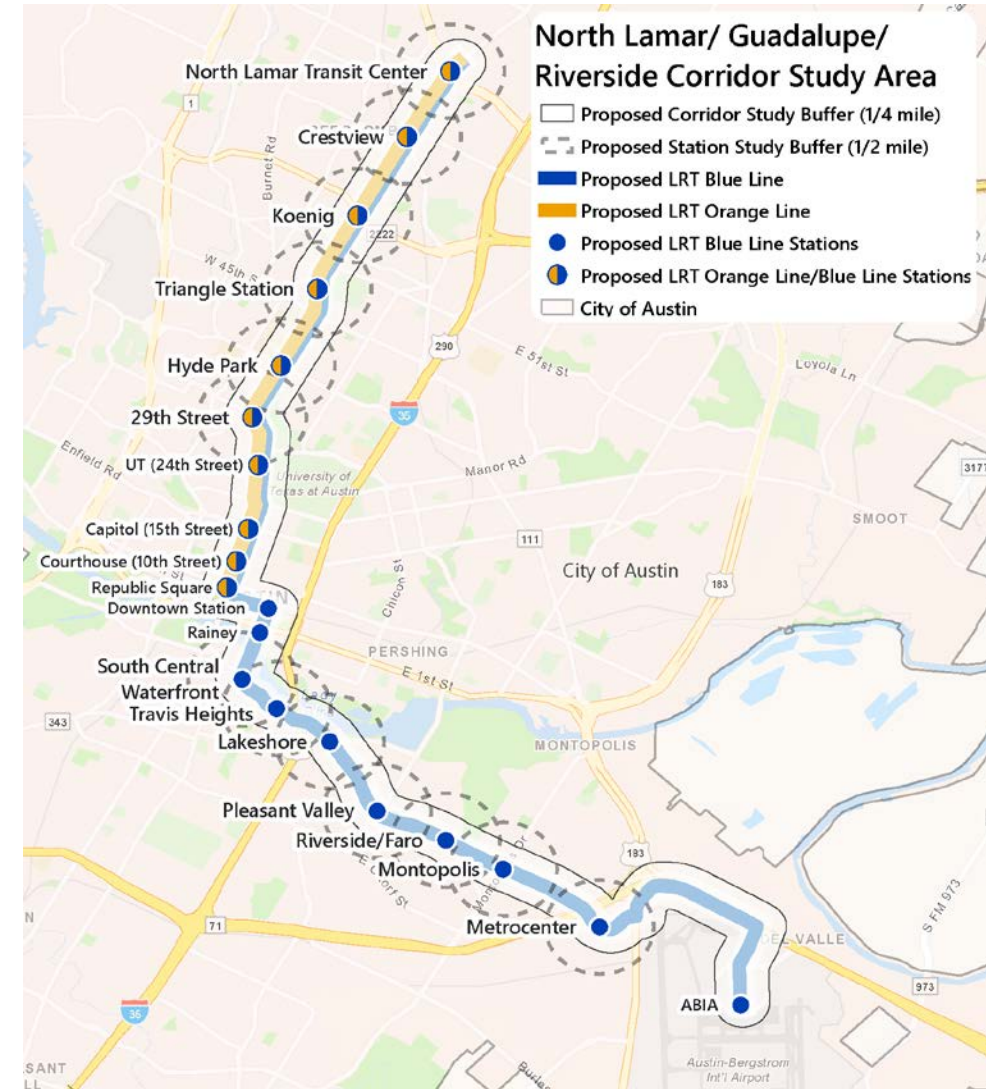 North Lamar/ Guadalupe/
Riverside Corridor Study Area
Proposed Corridor Study Buffer (1/4 mile)
Proposed Station Study Buffer (1/2 mile)
Proposed LRT Blue Line
Proposed LRT Orange Line
Proposed LRT Blue Line Stations
Proposed LRT Orange Line/Blue Line Stations
City of Austin
North Lamar Transit Center
1
Crestview
Burnet Rd
Koenig
2222
W 45th S
Triangle Station
290
E 51st St
Loyola Ln
Hyde Park
35
29th Street
Enfield Rd
UT (24th Street)
University of
Texas at Austin
Manor Rd
3177
SMOOT
Capitol (15th Street)
111
Courthouse (10th Street)
City of Austin
183
Republic Square
Chicon St
Downtown Station
Rainey
PERSHING
E 1st St
South Central
Waterfront
Travis Heights
343
Lakeshore
MONTOPOLIS
Pleasant Valley
Riverside/Faro
183
Montopolis
S FM 973
71
Metrocenter
DEL VALLE
973
ABIA
35
Austin-Bergstrom
Int'l Airport